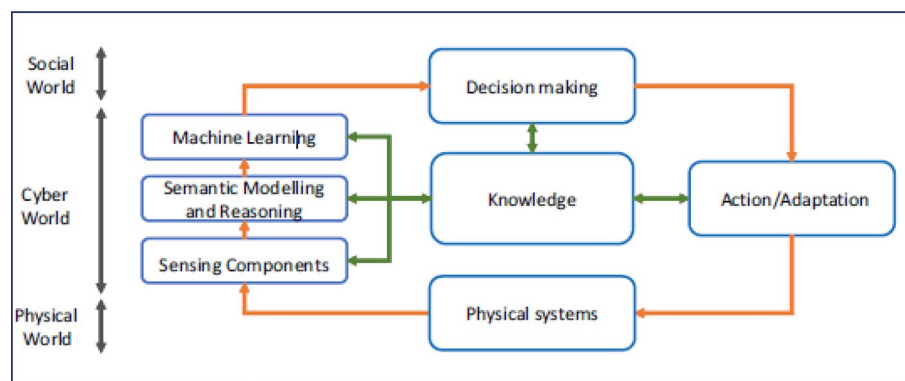 Social
World
Decision making
Machine Learning
Cyber
World
Semantic Modelling
and Reasoning
Knowledge
Action/Adaptation
Sensing Components
Physical
World
Physical systems